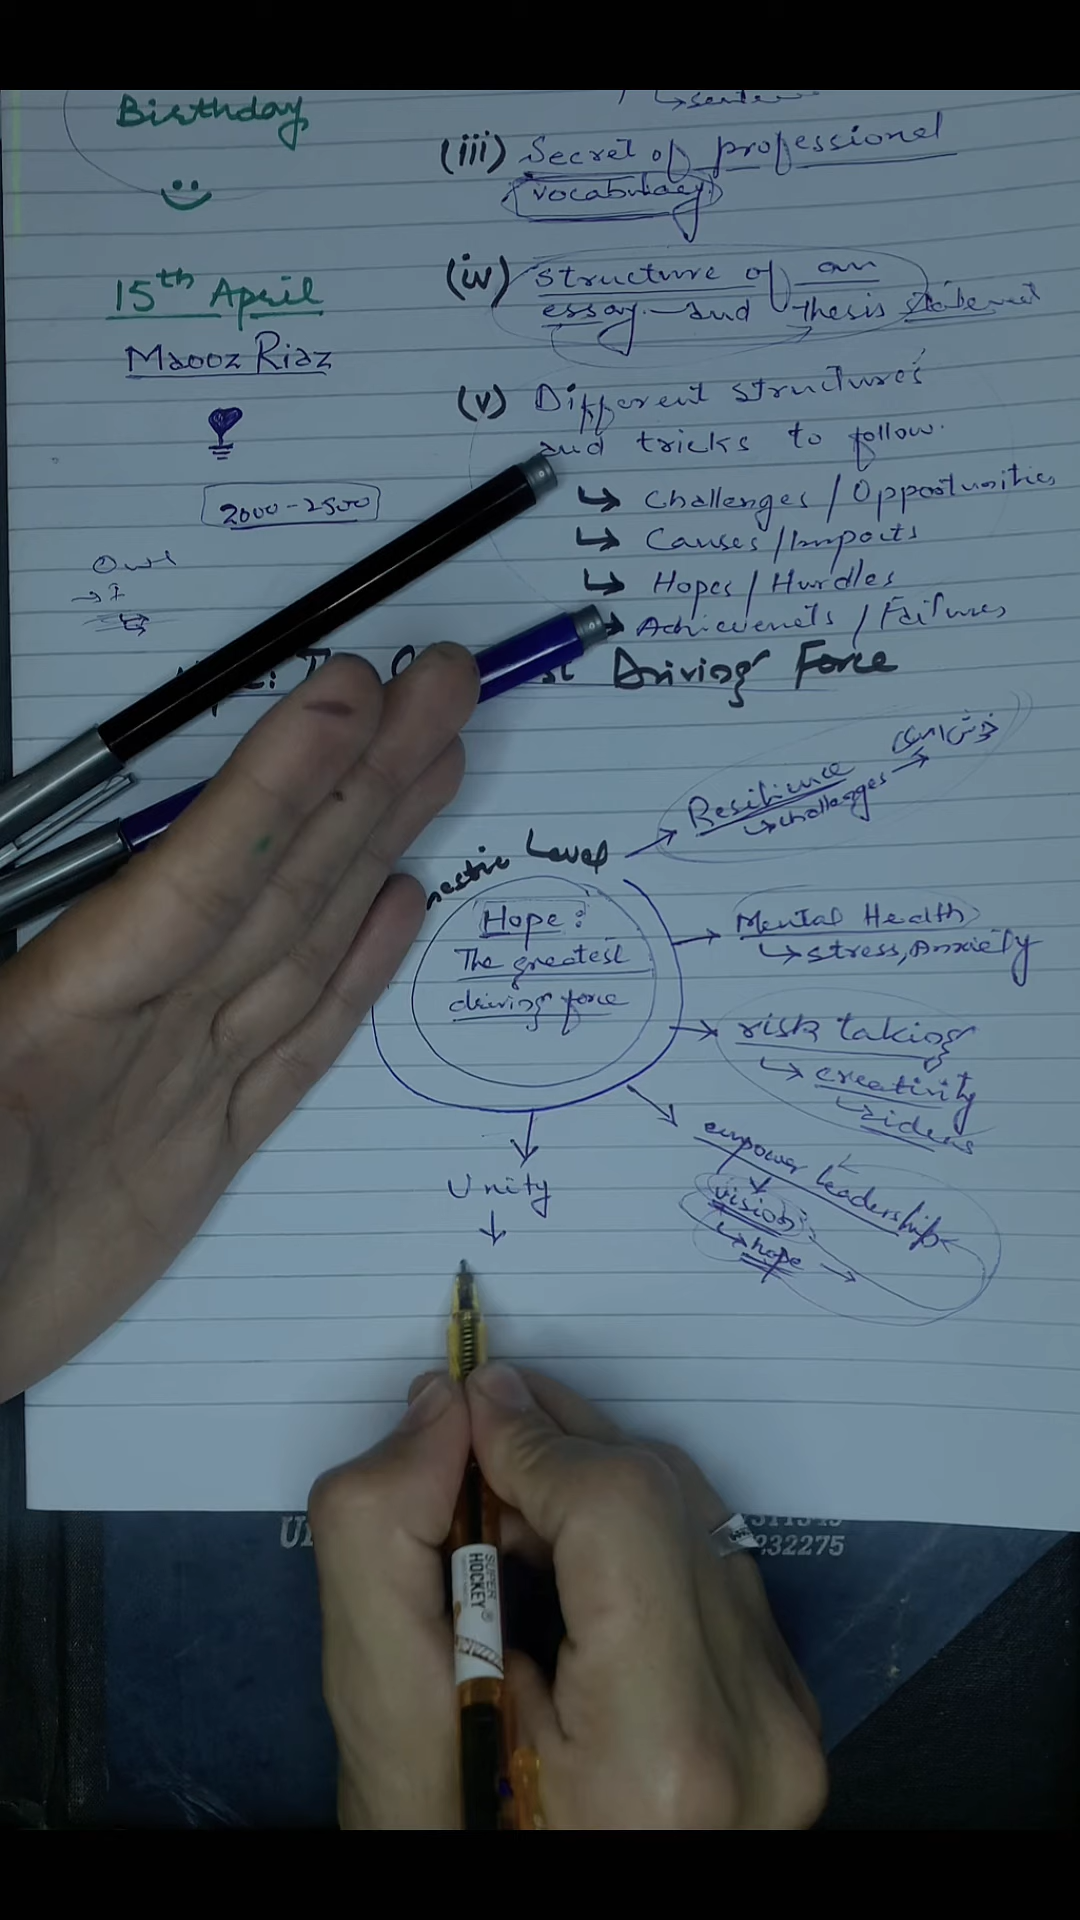 Birthday
(iii) Secret of professional
vocabulary
15th April
Maooz Riaz
(iv) structure of an
essay and thesis statement
(v) Different structures
and tricks to follow.
2000-2500
↳ Challenges / Opportunities
↳ Causes / Impacts
↳ Hopes / Hurdles
Achievements / Failures
Driving Force
Level
Resilience
↳ challenges →
Hope:
The greatest
driving force
→ Mental Health
↳ stress, Anxiety
→ risk taking
↳ creativity
↳ ideas
empower leadership
vision
↳ hope →
Unity
SUPER
HOCKEY
932275